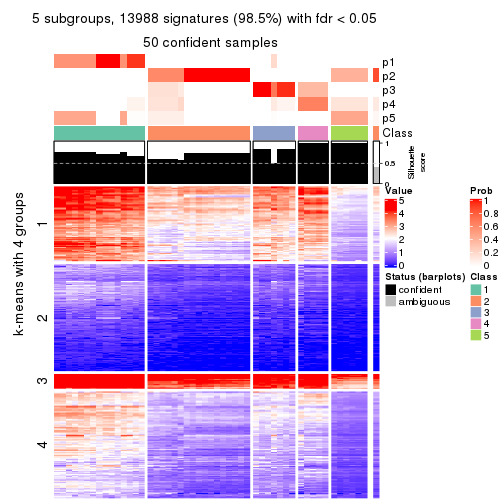 5 subgroups, 13988 signatures (98.5%) with fdr < 0.05
50 confident samples
p1
p2
p3
p4
p5
Class
1
0.5
0
Silhouette
score
k-means with 4 groups
1
2
3
4
Value
5
4
3
2
1
0
Prob
1
0.8
0.6
0.4
0.2
0
Status (barplots)
confident
ambiguous
Class
1
2
3
4
5